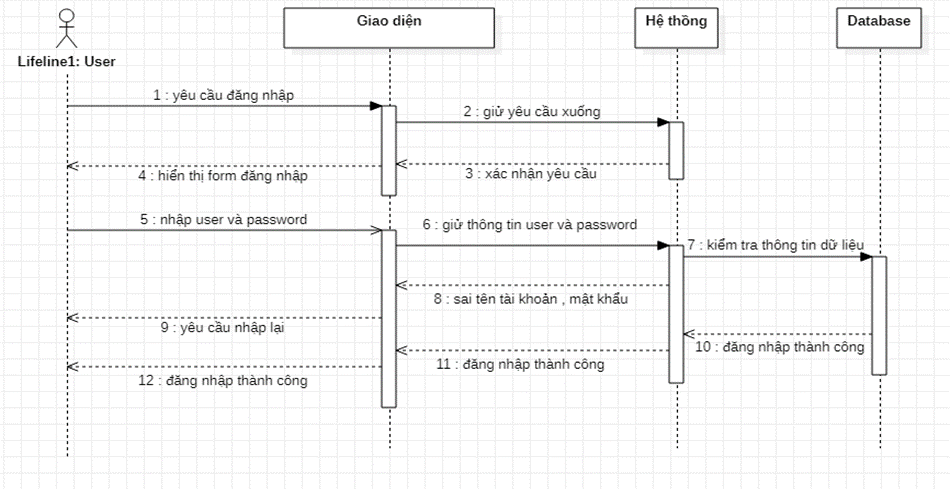 Giao diện
Hệ thồng
Database
Lifeline1: User
1 : yêu cầu đăng nhập
2 : giử yêu cầu xuống
3 : xác nhận yêu cầu
4 : hiển thị form đăng nhập
5 : nhập user và password
6 : giử thông tin user và password
7 : kiểm tra thông tin dữ liệu
8 : sai tên tài khoản , mật khẩu
9 : yêu cầu nhập lại
10 : đăng nhập thành công
11 : đăng nhập thành công
12 : đăng nhập thành công